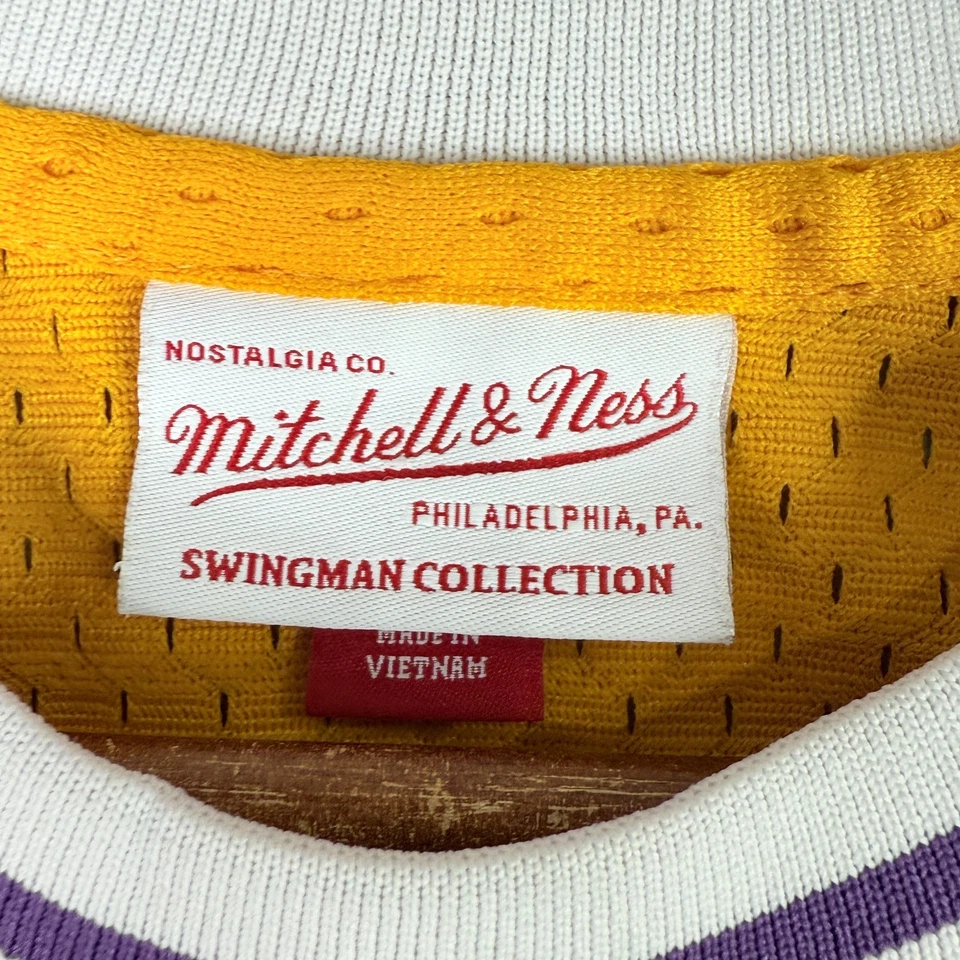 NOSTALGIA CO.
Mitchell & Ness
PHILADELPHIA, PA.
SWINGMAN COLLECTION
MADE IN
VIETNAM